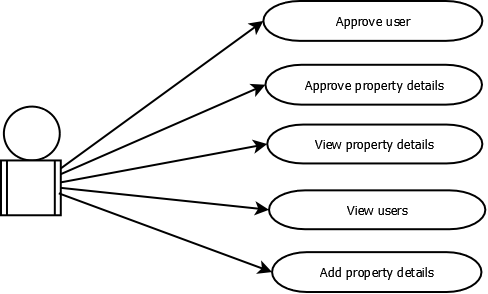 Approve user
Approve property details
View property details
View users
Add property details